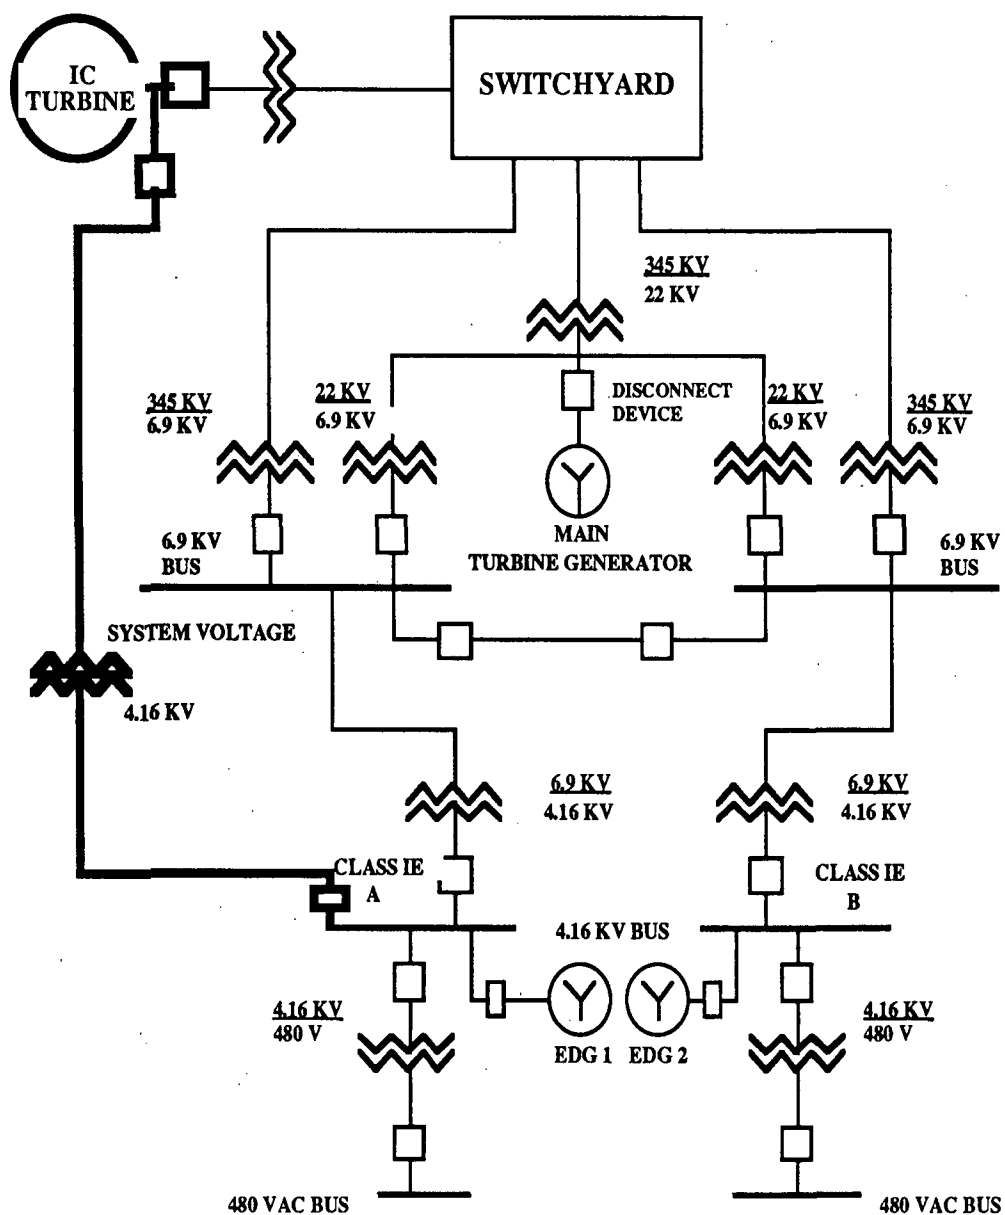 IC
TURBINE
SWITCHYARD
345 KV
22 KV
345 KV
6.9 KV
22 KV
6.9 KV
DISCONNECT
DEVICE
22 KV
6.9 KV
345 KV
6.9 KV
MAIN
TURBINE GENERATOR
6.9 KV
BUS
6.9 KV
BUS
SYSTEM VOLTAGE
4.16 KV
6.9 KV
4.16 KV
6.9 KV
4.16 KV
CLASS IE
A
CLASS IE
B
4.16 KV BUS
4.16 KV
480 V
EDG 1
EDG 2
4.16 KV
480 V
480 VAC BUS
480 VAC BUS